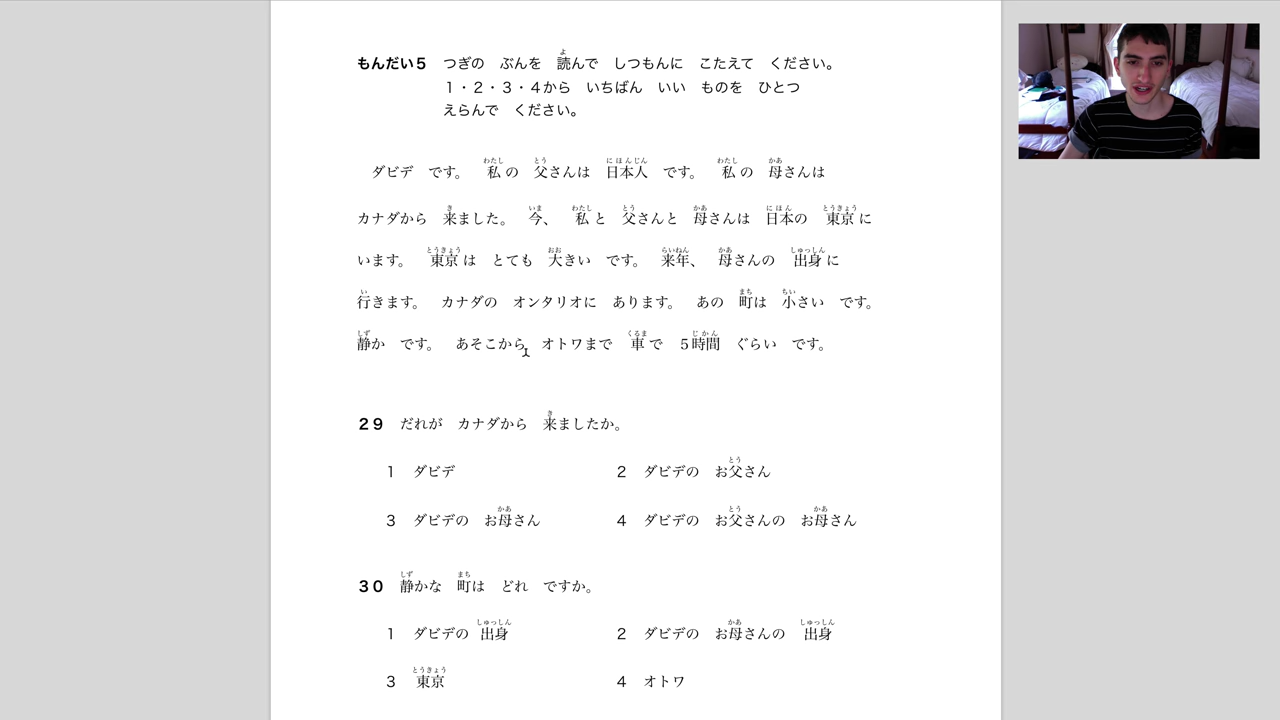 もんだい５　つぎの　ぶんを　読んで　しつもんに　こたえて　ください。
１・２・３・４から　いちばん　いい　ものを　ひとつ
えらんで　ください。
ダビデ　です。　私の　父さんは　日本人　です。　私の　母さんは
カナダから　来ました。　今、　私と　父さんと　母さんは　日本の　東京に
います。　東京は　とても　大きい　です。　来年、　母さんの　出身に
行きます。　カナダの　オンタリオに　あります。　あの　町は　小さい　です。
静か　です。　あそこから　オトワまで　車で　５時間　ぐらい　です。
２９　だれが　カナダから　来ましたか。
1　ダビデ　2　ダビデの　お父さん
3　ダビデの　お母さん　4　ダビデの　お父さんの　お母さん
３０　静かな　町は　どれ　ですか。
1　ダビデの　出身　2　ダビデの　お母さんの　出身
3　東京　4　オトワ